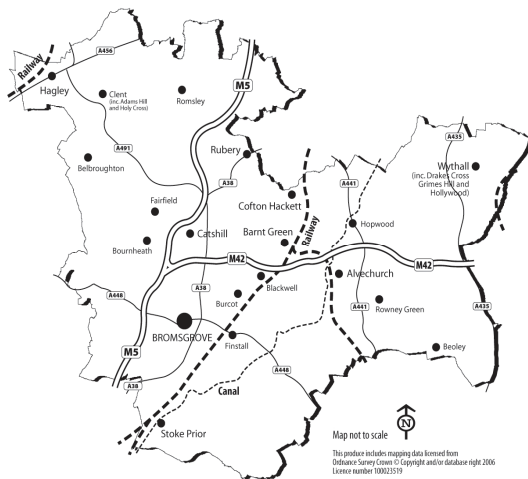 A456
Railway
Hagley
Clent
(inc. Adams Hill
and Holy Cross)
Romsley
M5
A435
Rubery
A491
A38
A441
Wythall
(inc. Drakes Cross
Grimes Hill and
Hollywood)
Belbroughton
Cofton Hackett
Fairfield
Hopwood
Catshill
Barnt Green
Railway
Bournheath
M42
M42
Alvechurch
Blackwell
A38
A448
Burcot
Rowney Green
A441
A435
BROMSGROVE
Finstall
Beoley
M5
A448
A38
Canal
Stoke Prior
N
Map not to scale
This produce includes mapping data licensed from
Ordnance Survey Crown © Copyright and/or database right 2006
Licence number 100023519